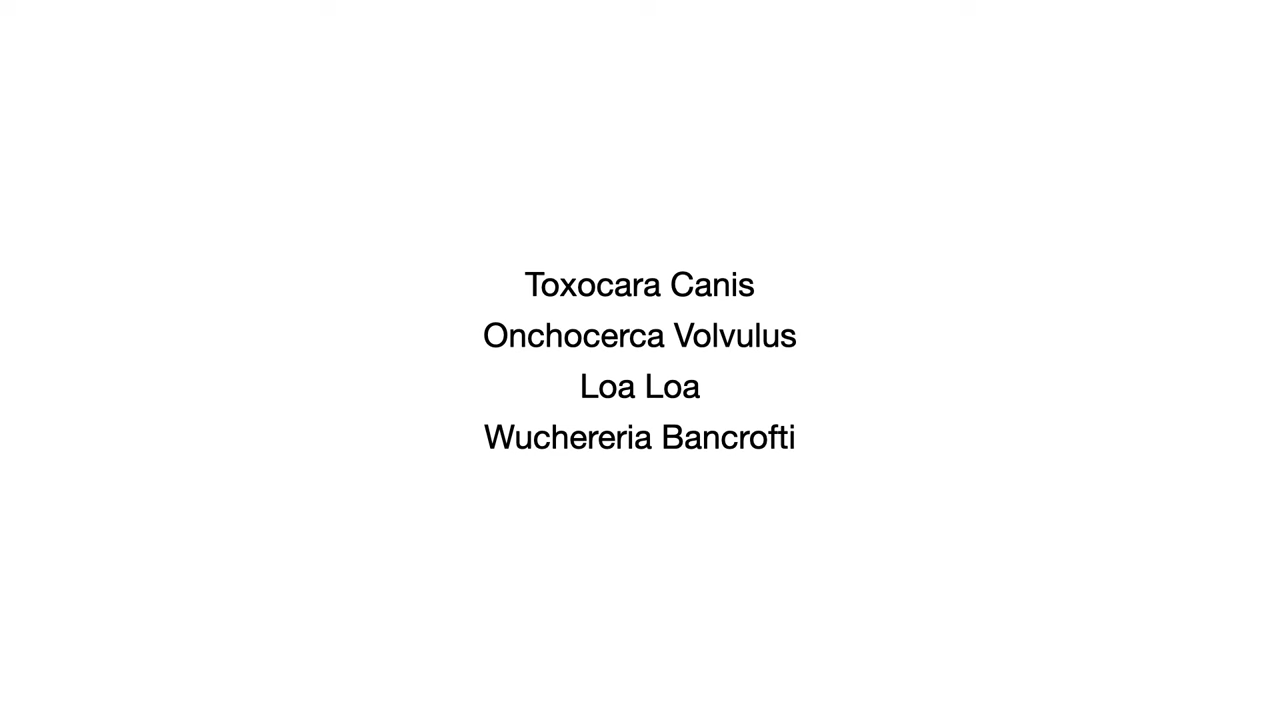 Toxocara Canis
Onchocerca Volvulus
Loa Loa
Wuchereria Bancrofti